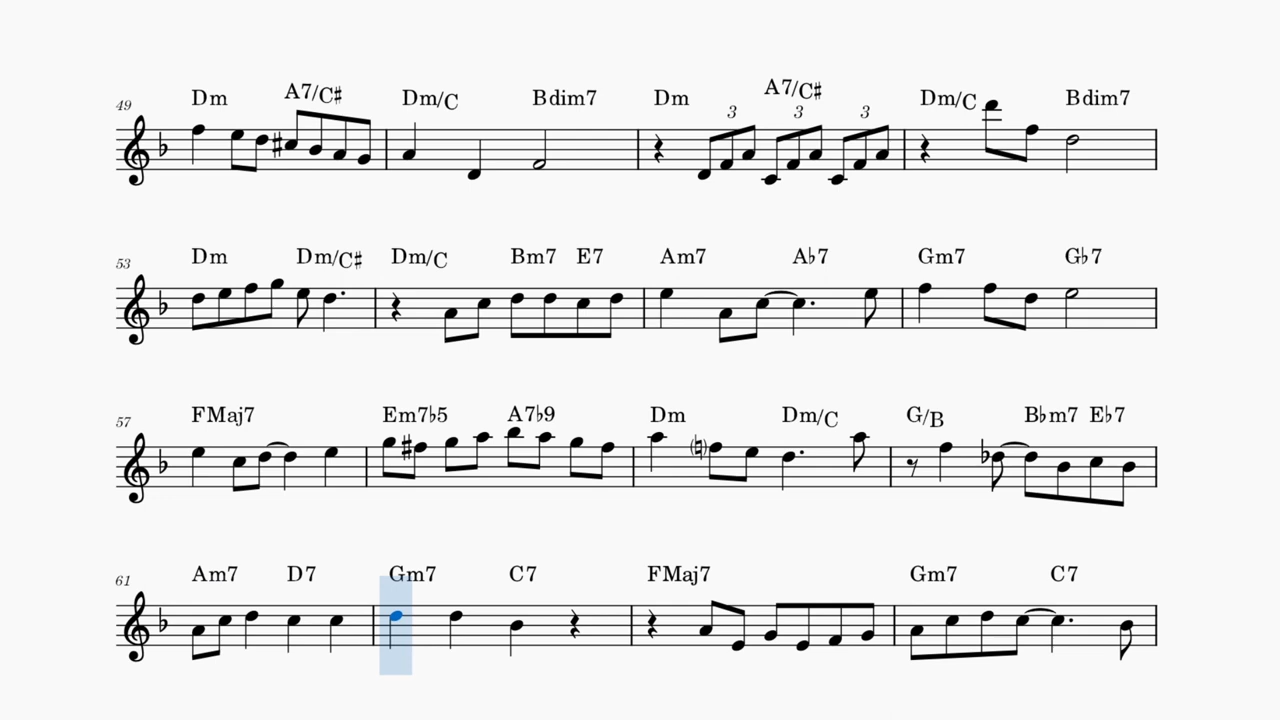 49 Dm A7/C♯ Dm/C Bdim7 Dm A7/C♯ Dm/C Bdim7
3 3 3
53 Dm Dm/C♯ Dm/C Bm7 E7 Am7 A♭7 Gm7 G♭7
57 FMaj7 Em7♭5 A7♭9 Dm Dm/C G/B B♭m7 E♭7
61 Am7 D7 Gm7 C7 FMaj7 Gm7 C7